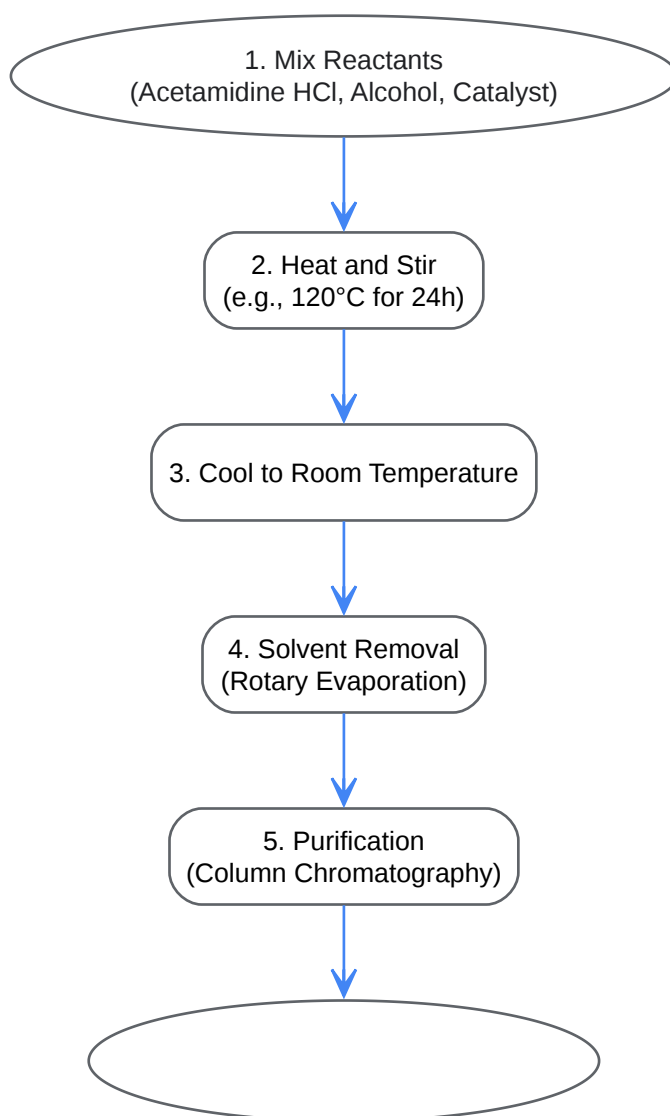 1. Mix Reactants
(Acetamidine HCl, Alcohol, Catalyst)
2. Heat and Stir
(e.g., 120°C for 24h)
3. Cool to Room Temperature
4. Solvent Removal
(Rotary Evaporation)
5. Purification
(Column Chromatography)